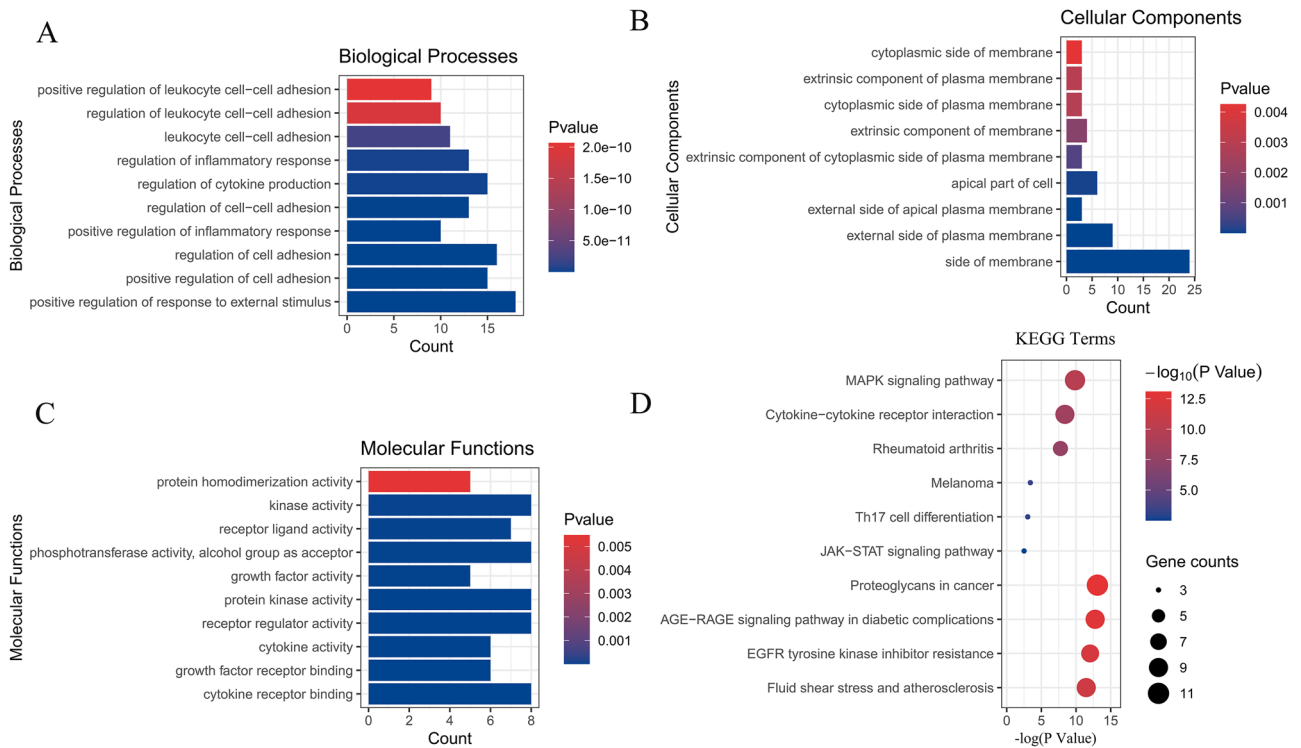 A
Biological Processes
Biological Processes
positive regulation of leukocyte cell−cell adhesion
regulation of leukocyte cell−cell adhesion
leukocyte cell−cell adhesion
regulation of inflammatory response
regulation of cytokine production
regulation of cell−cell adhesion
positive regulation of inflammatory response
regulation of cell adhesion
positive regulation of cell adhesion
positive regulation of response to external stimulus
0 5 10 15
Count
Pvalue
2.0e−10
1.5e−10
1.0e−10
5.0e−11
B
Cellular Components
Cellular Components
cytoplasmic side of membrane
extrinsic component of plasma membrane
cytoplasmic side of plasma membrane
extrinsic component of membrane
extrinsic component of cytoplasmic side of plasma membrane
apical part of cell
external side of apical plasma membrane
external side of plasma membrane
side of membrane
0 5 10 15 20 25
Count
Pvalue
0.004
0.003
0.002
0.001
C
Molecular Functions
Molecular Functions
protein homodimerization activity
kinase activity
receptor ligand activity
phosphotransferase activity, alcohol group as acceptor
growth factor activity
protein kinase activity
receptor regulator activity
cytokine activity
growth factor receptor binding
cytokine receptor binding
0 2 4 6 8
Count
Pvalue
0.005
0.004
0.003
0.002
0.001
D
KEGG Terms
MAPK signaling pathway
Cytokine−cytokine receptor interaction
Rheumatoid arthritis
Melanoma
Th17 cell differentiation
JAK−STAT signaling pathway
Proteoglycans in cancer
AGE−RAGE signaling pathway in diabetic complications
EGFR tyrosine kinase inhibitor resistance
Fluid shear stress and atherosclerosis
0 5 10 15
-log(P Value)
−log₁₀(P Value)
12.5
10.0
7.5
5.0
Gene counts
3
5
7
9
11